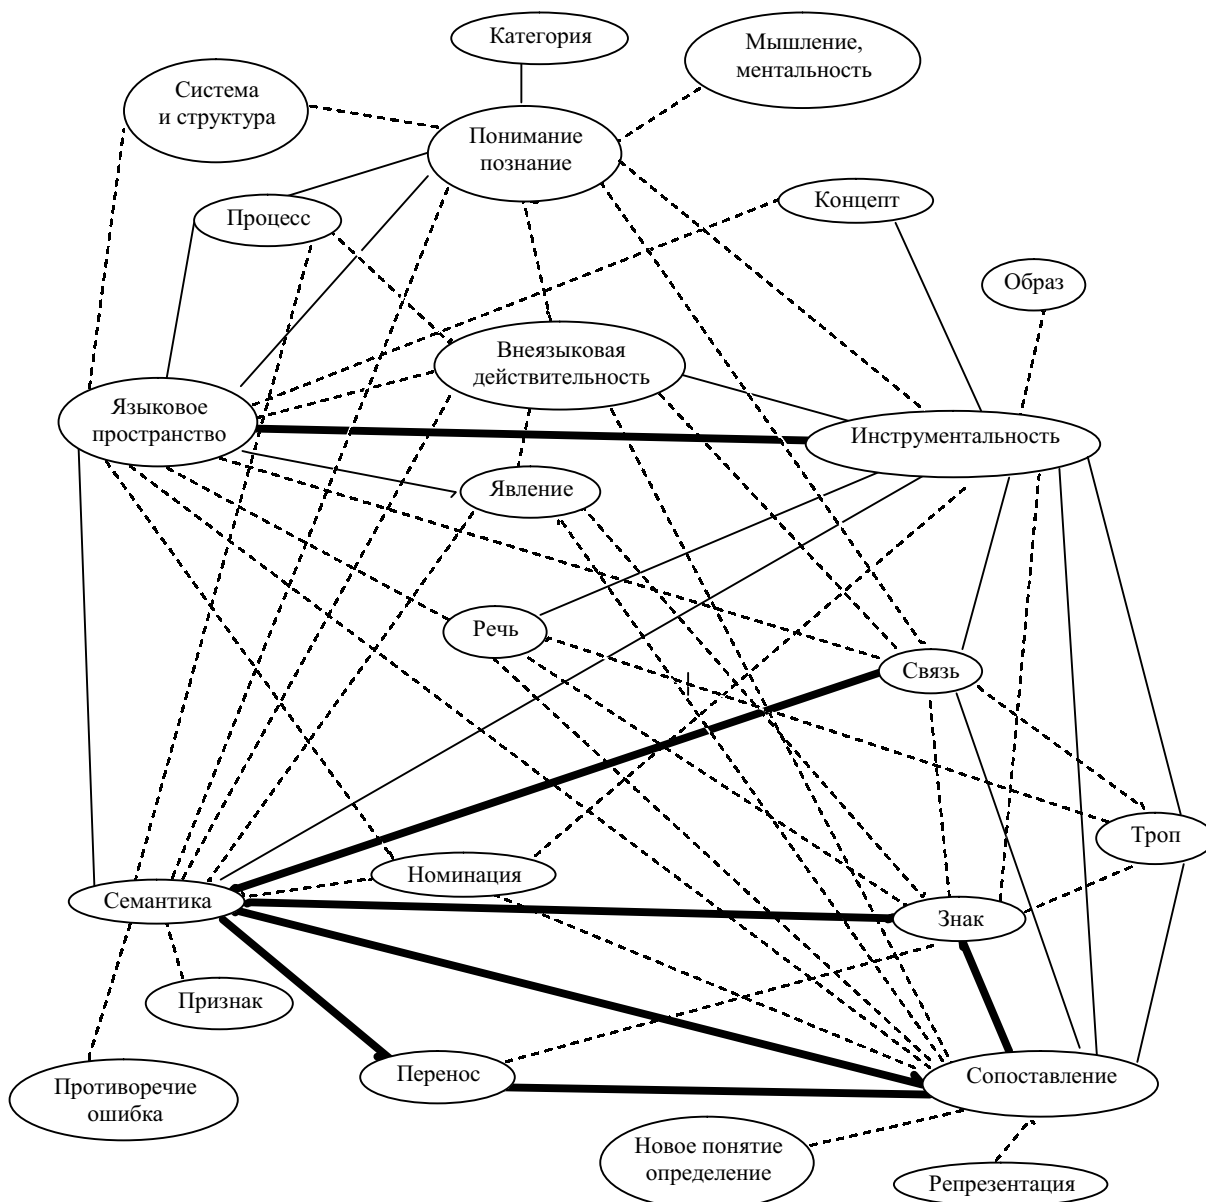 Категория
Мышление,
ментальность
Система
и структура
Понимание
познание
Концепт
Процесс
Образ
Внеязыковая
действительность
Языковое
пространство
Инструментальность
Явление
Речь
Связь
Троп
Номинация
Семантика
Знак
Признак
Перенос
Сопоставление
Противоречие
ошибка
Новое понятие
определение
Репрезентация